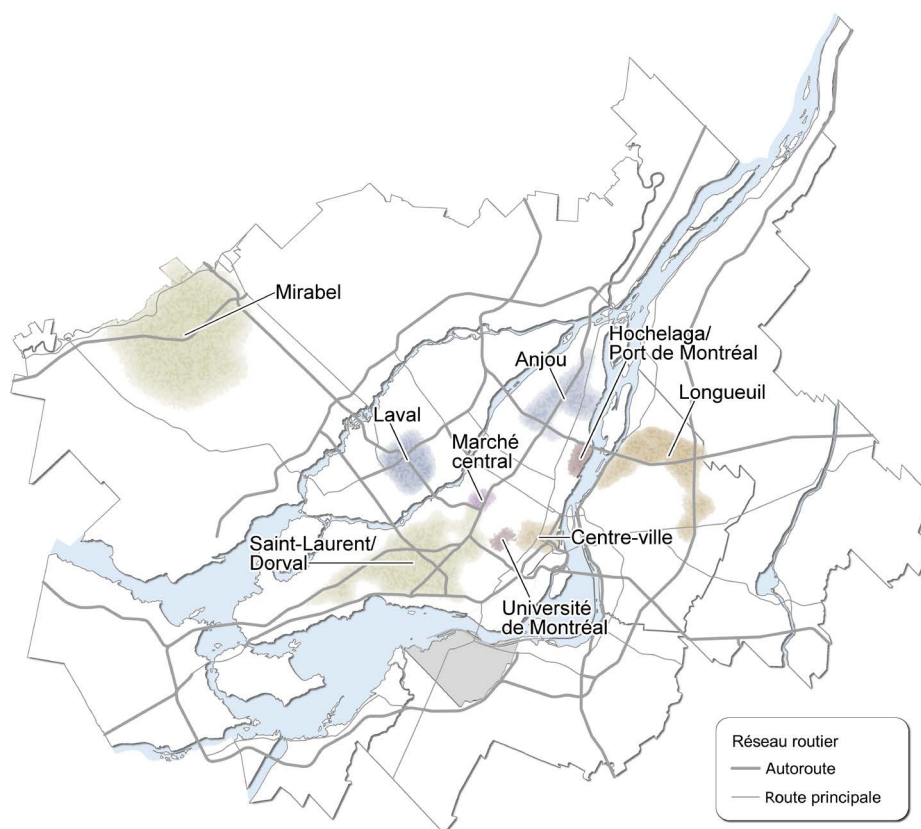 Mirabel
Hochelaga/
Port de Montréal
Anjou
Longueuil
Laval
Marché
central
Centre-ville
Saint-Laurent/
Dorval
Université
de Montréal
Réseau routier
Autoroute
Route principale